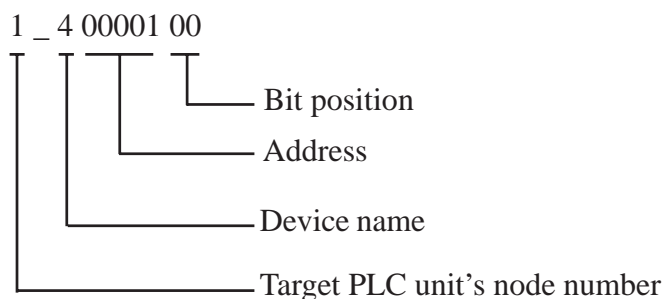 1 _ 4 00001 00
Bit position
Address
Device name
Target PLC unit's node number